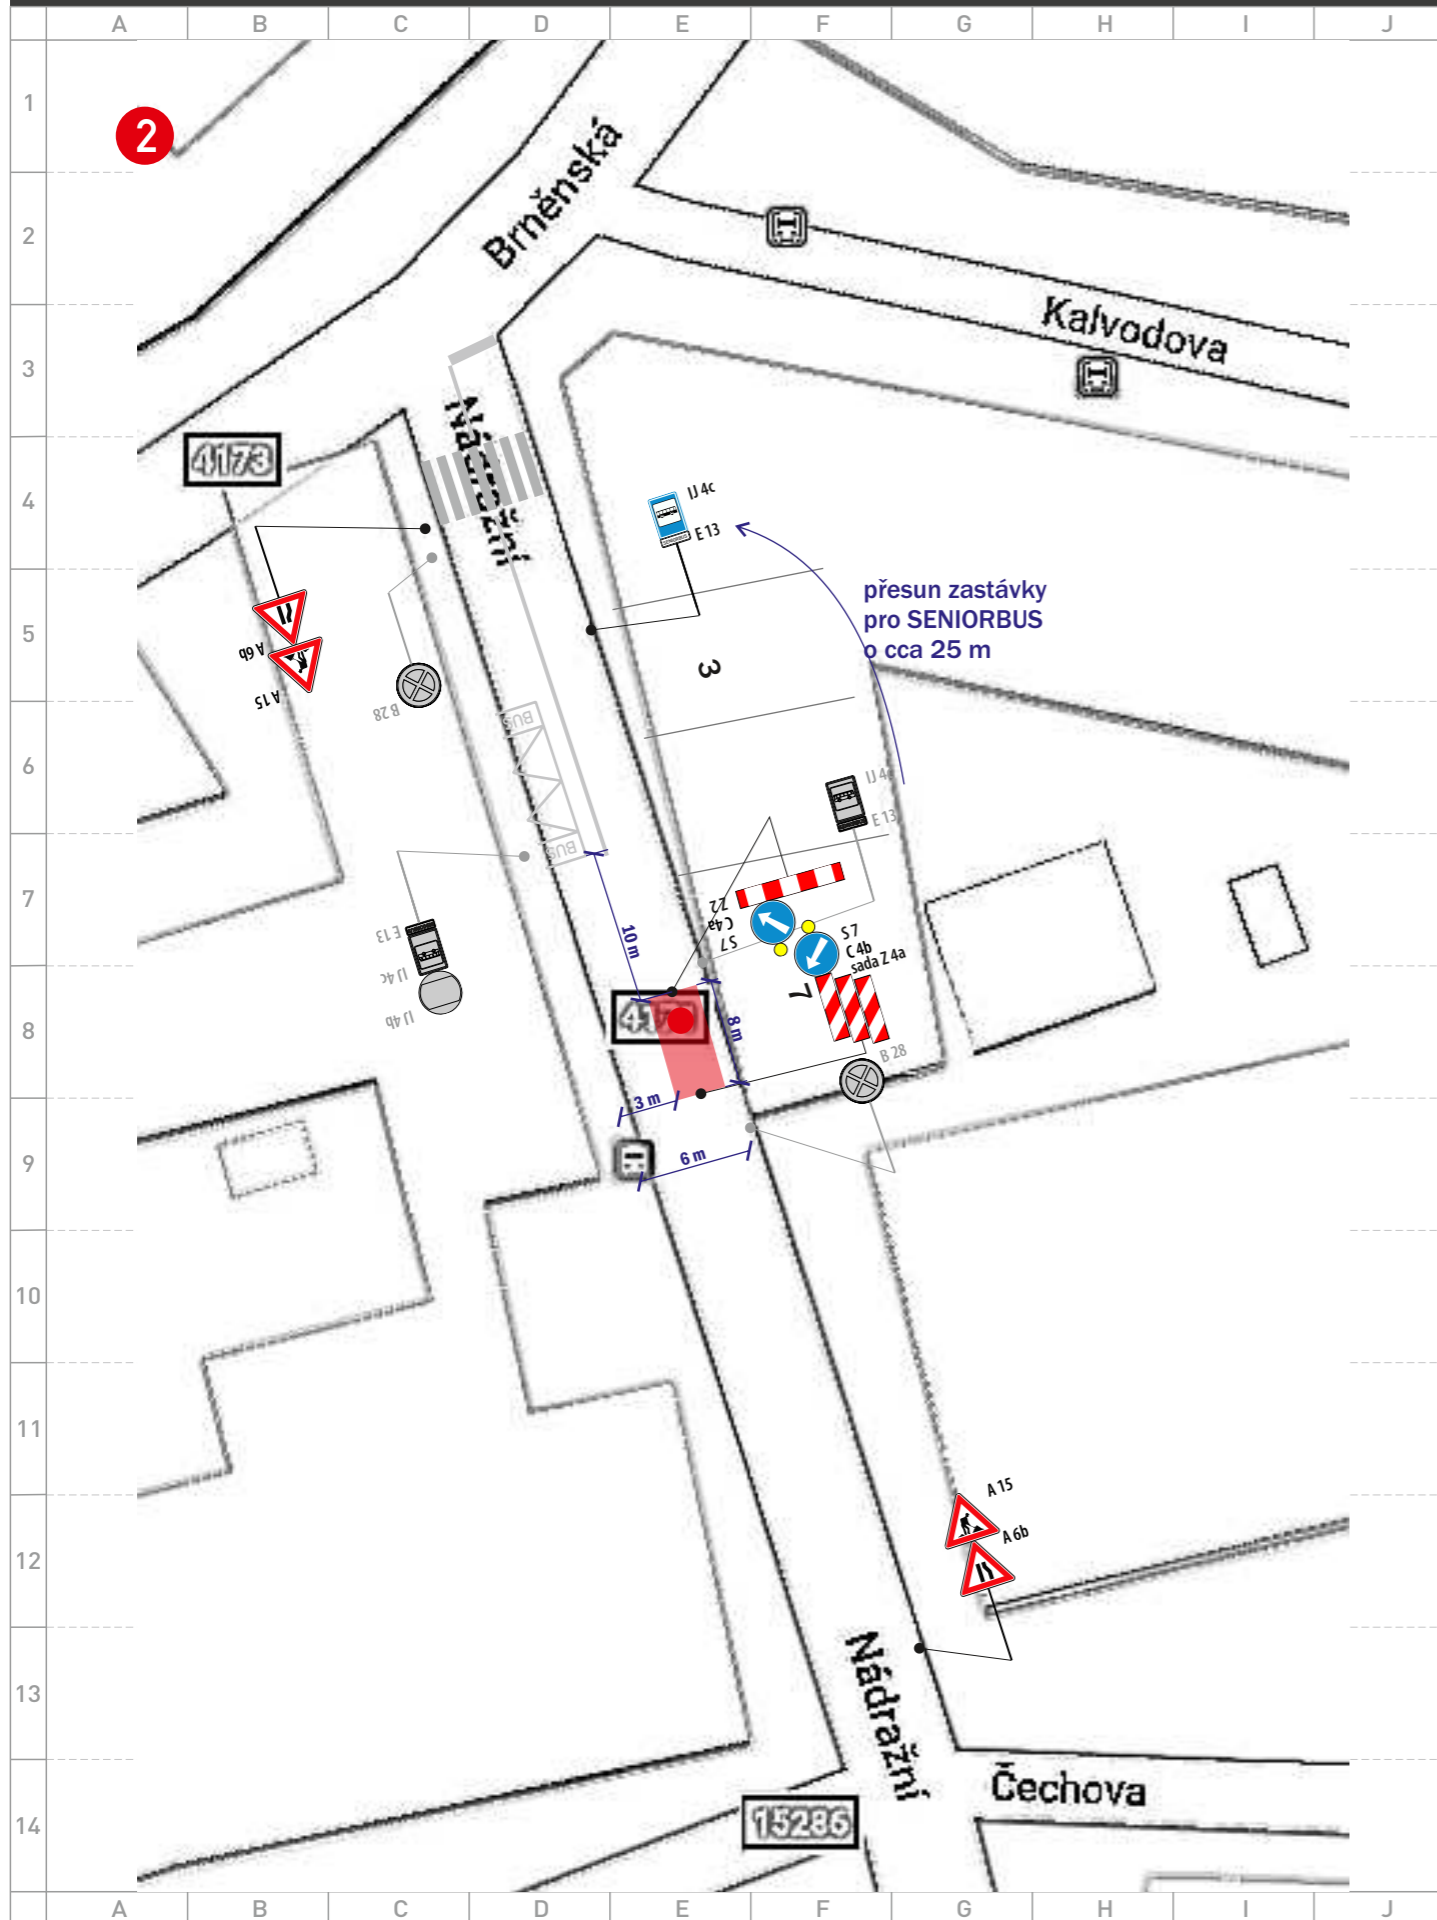 A B C D E F G H I J
1
2
Brněnská
2
Kalvodova
3
Nádražní
4173
4
IJ 4c
E 13
přesun zastávky
pro SENIORBUS
o cca 25 m
5
3
A 6b
A 15
B 28
BUS
6
IJ 4c
E 13
BUS
7
Z 2
C 4a
S 7
S 7
C 4b
sada Z 4a
10 m
E 13
IJ 4c
IJ 4b
7
8
8 m
B 28
3 m
6 m
9
10
11
A 15
12
A 6b
13
Nádražní
Čechova
15286
14
A B C D E F G H I J